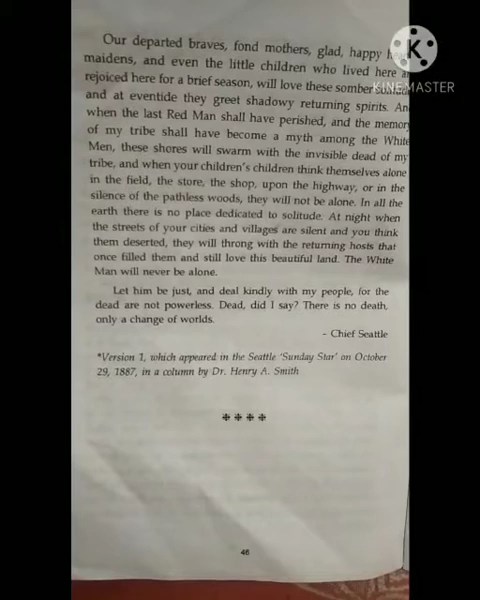 Our departed braves, fond mothers, glad, happy
maidens, and even the little children who lived here
rejoiced here for a brief season, will love these somber
and at eventide they greet shadowy returning spirits. And
when the last Red Man shall have perished, and the memory
of my tribe shall have become a myth among the White
Men, these shores will swarm with the invisible dead of my
tribe, and when your children's children think themselves alone
in the field, the store, the shop, upon the highway, or in the
silence of the pathless woods, they will not be alone. In all the
earth there is no place dedicated to solitude. At night when
the streets of your cities and villages are silent and you think
them deserted, they will throng with the returning hosts that
once filled them and still love this beautiful land. The White
Man will never be alone.
Let him be just, and deal kindly with my people, for the
dead are not powerless. Dead, did I say? There is no death,
only a change of worlds.
- Chief Seattle
*Version 1, which appeared in the Seattle 'Sunday Star' on October
29, 1887, in a column by Dr. Henry A. Smith
46
K
KINEMASTER